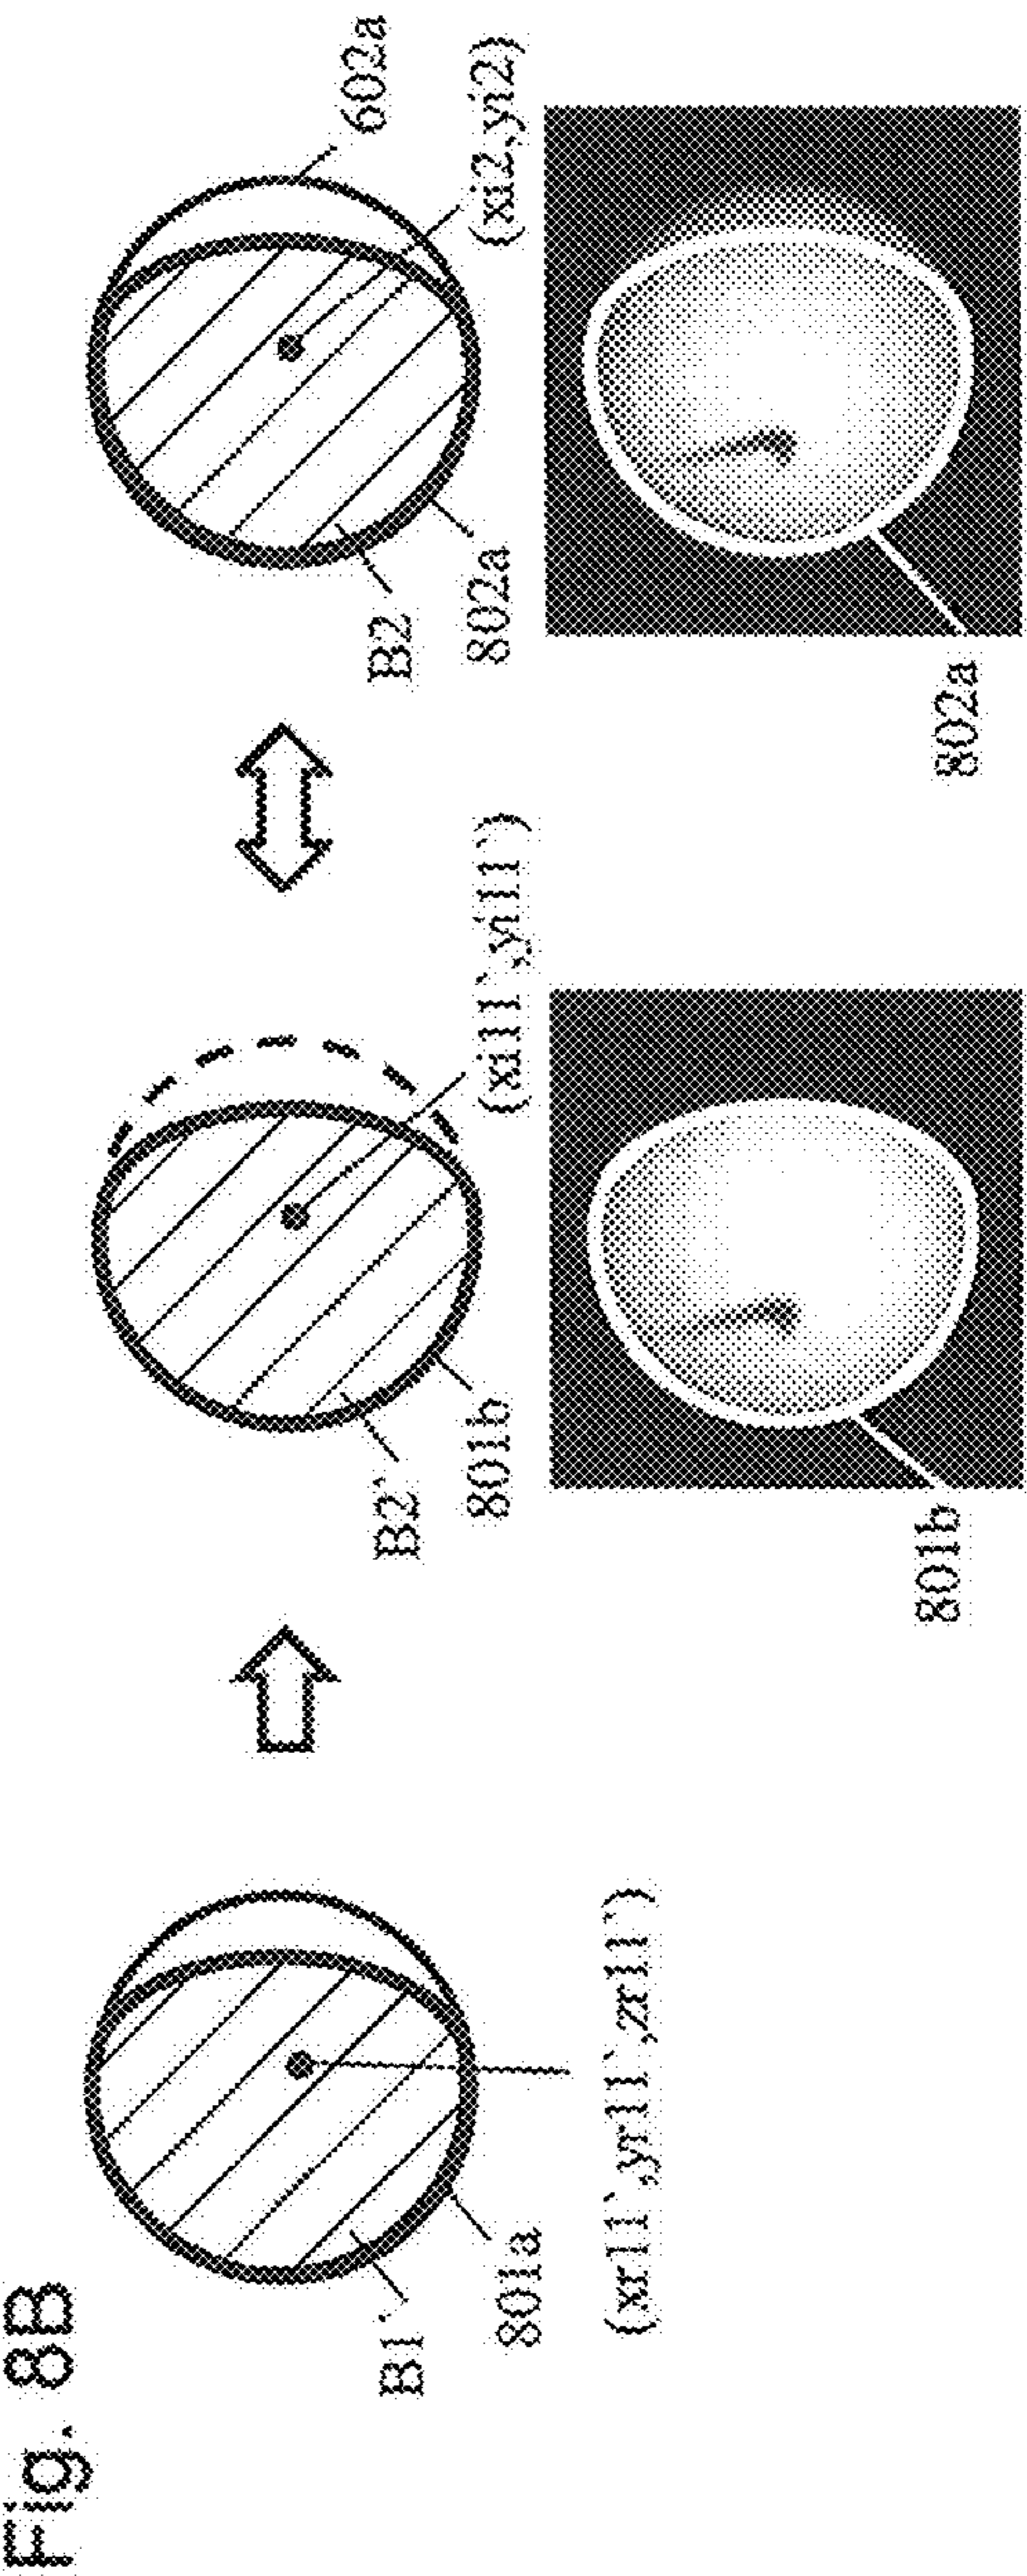 Fig. 8B
B1`
801a
(xr11`,yr11`,zr11`)
B2`
801b
(xi11`,yi11`)
B2
802a
602a
(xi2,yi2)
801b
802a